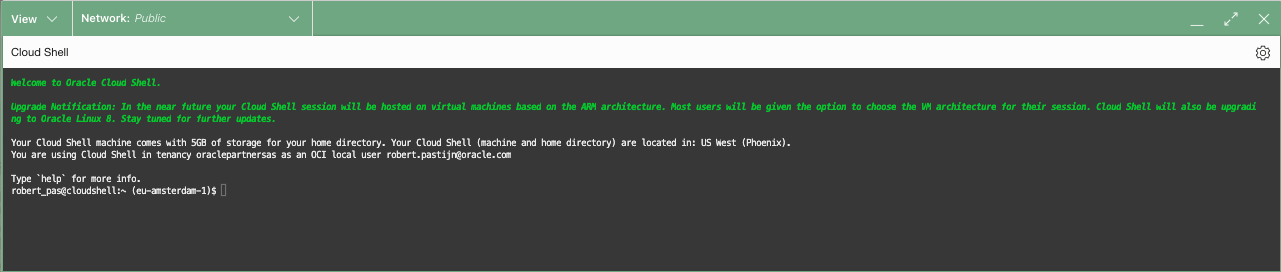 View
Network: Public
Cloud Shell
Welcome to Oracle Cloud Shell.
Upgrade Notification: In the near future your Cloud Shell session will be hosted on virtual machines based on the ARM architecture. Most users will be given the option to choose the VM architecture for their session. Cloud Shell will also be upgradi
ng to Oracle Linux 8. Stay tuned for further updates.
Your Cloud Shell machine comes with 5GB of storage for your home directory. Your Cloud Shell (machine and home directory) are located in: US West (Phoenix).
You are using Cloud Shell in tenancy oraclepartnersas as an OCI local user robert.pastijn@oracle.com
Type `help` for more info.
robert_pas@cloudshell:~ (eu-amsterdam-1)$